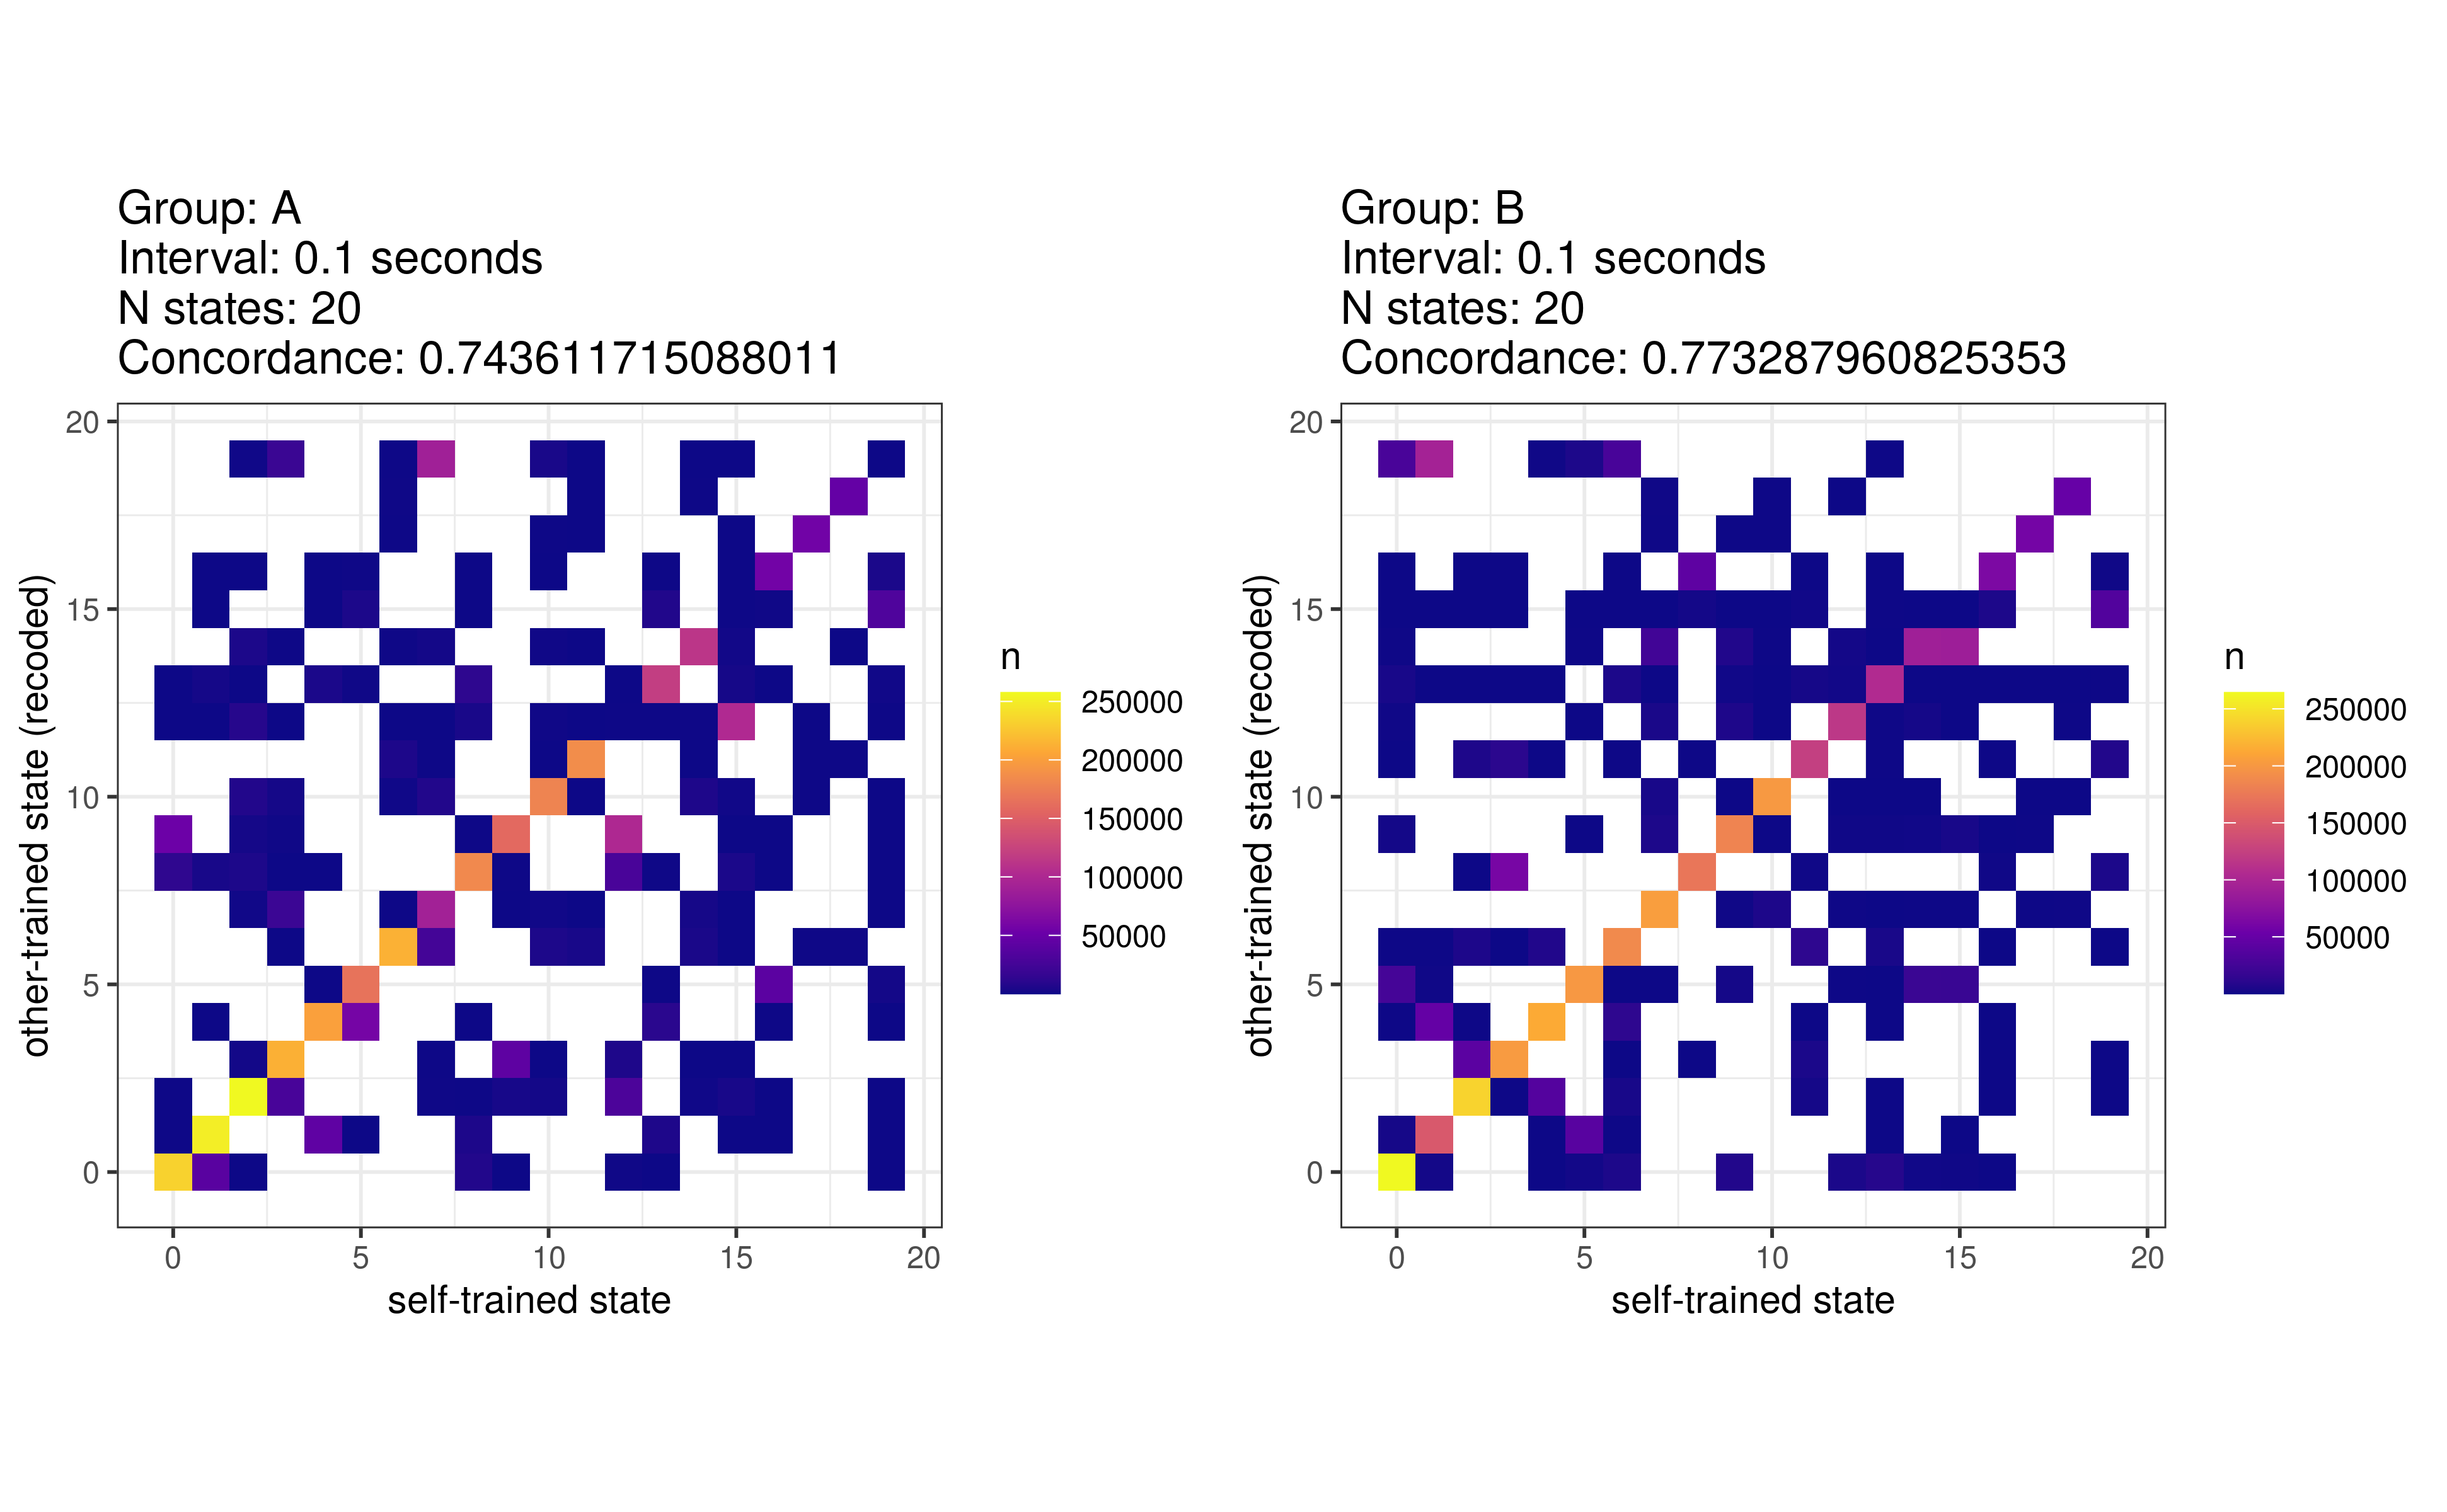 Group: A
Interval: 0.1 seconds
N states: 20
Concordance: 0.743611715088011
20
15
10
5
0
other-trained state (recoded)
0 5 10 15 20
self-trained state
n
250000
200000
150000
100000
50000
Group: B
Interval: 0.1 seconds
N states: 20
Concordance: 0.773287960825353
20
15
10
5
0
other-trained state (recoded)
0 5 10 15 20
self-trained state
n
250000
200000
150000
100000
50000